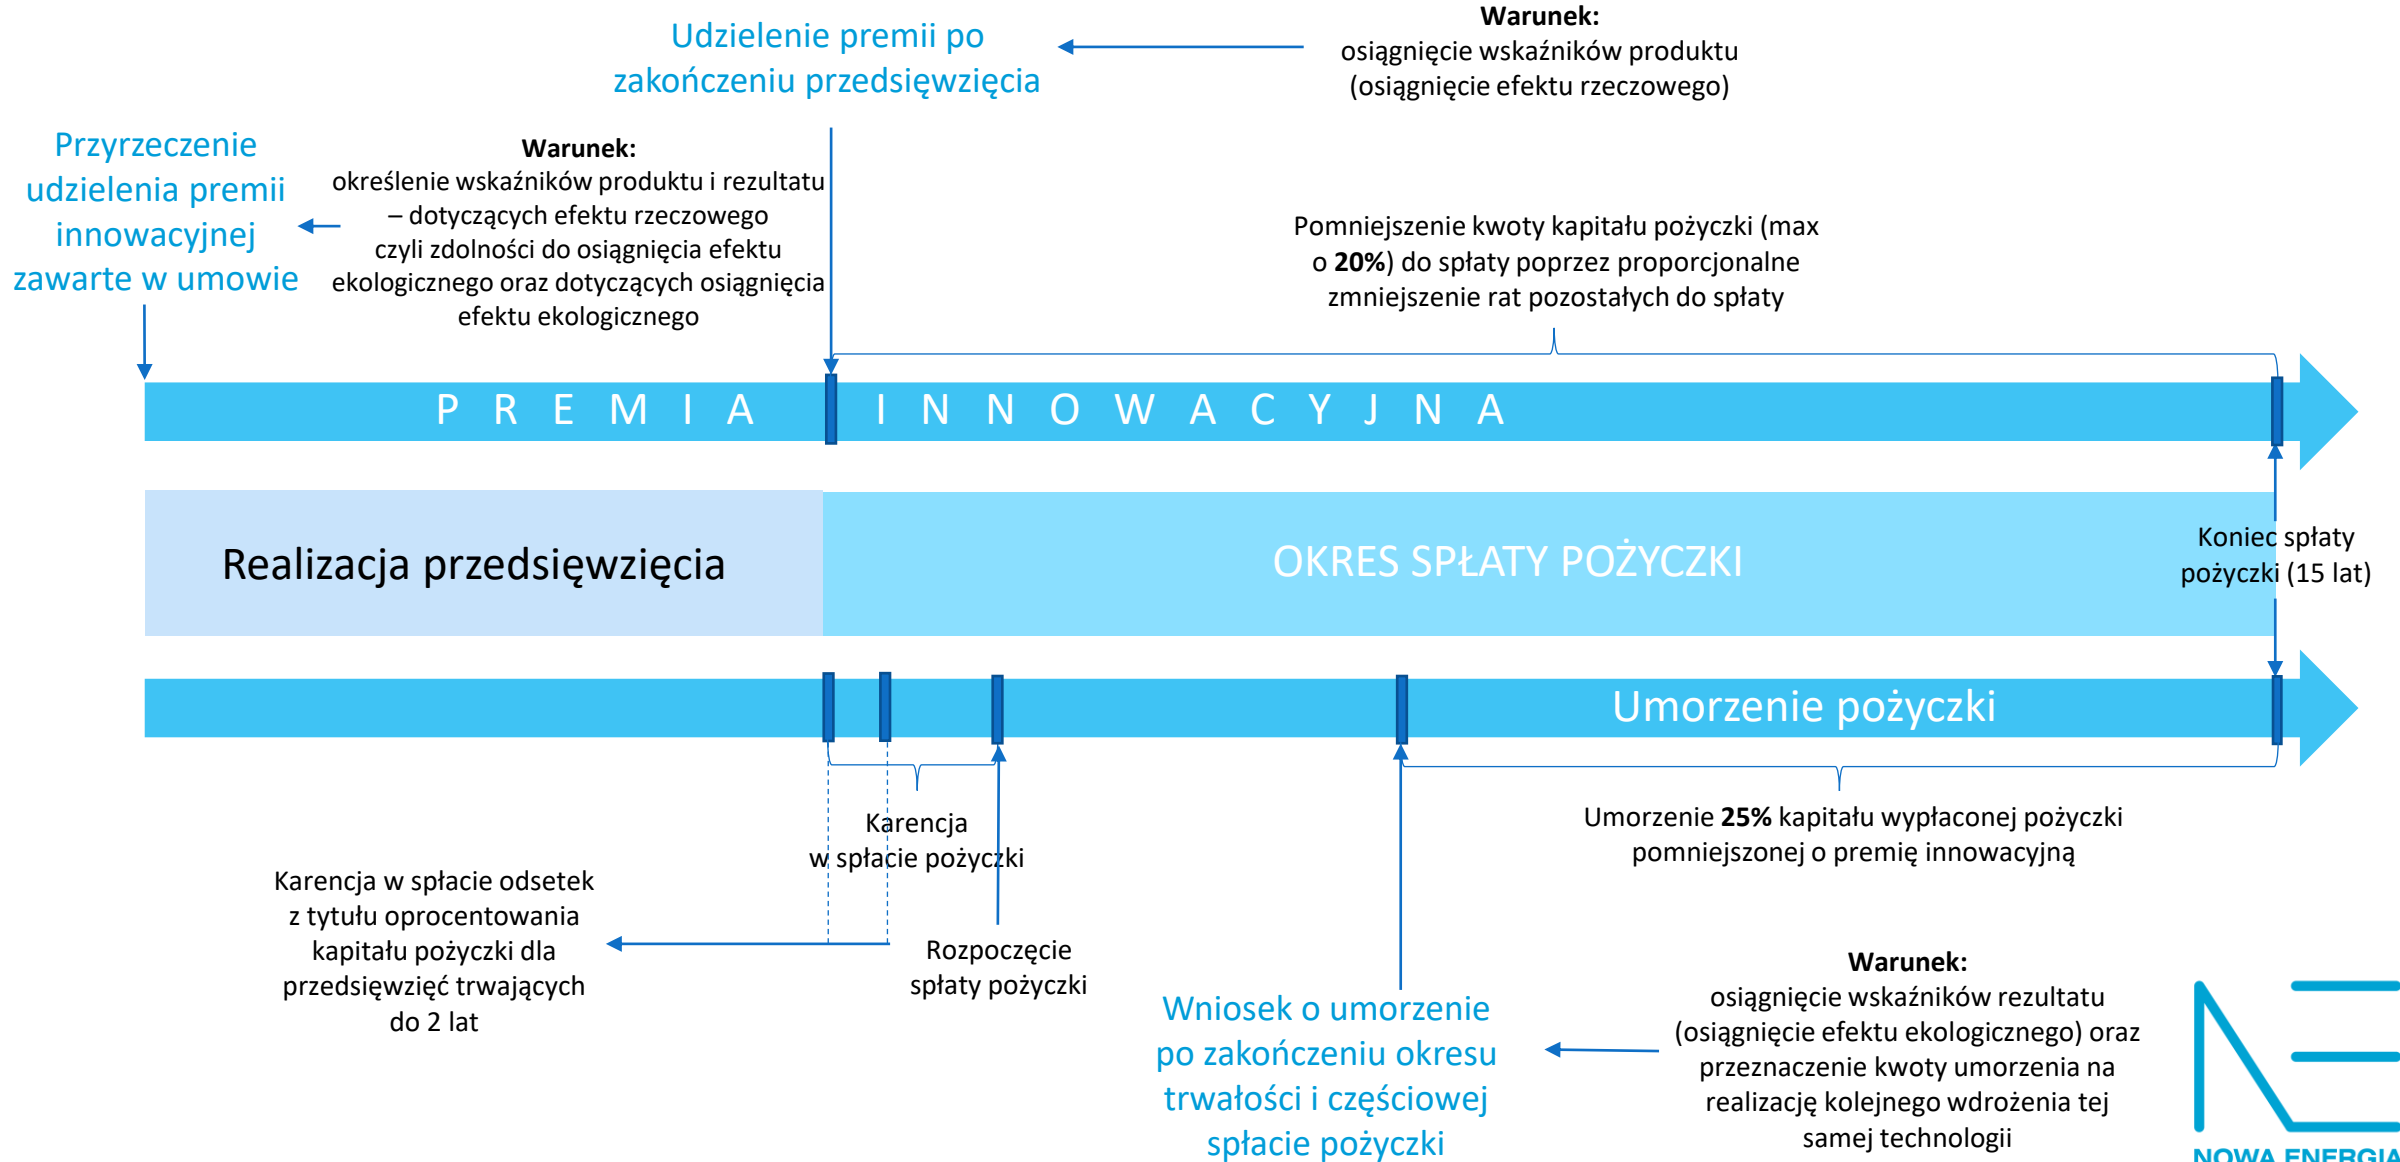 Udzielenie premii po
zakończeniu przedsięwzięcia
Warunek:
osiągnięcie wskaźników produktu
(osiągnięcie efektu rzeczowego)
Przyrzeczenie
udzielenia premii
innowacyjnej
zawarte w umowie
Warunek:
określenie wskaźników produktu i rezultatu
– dotyczących efektu rzeczowego
czyli zdolności do osiągnięcia efektu
ekologicznego oraz dotyczących osiągnięcia
efektu ekologicznego
Pomniejszenie kwoty kapitału pożyczki (max
o 20%) do spłaty poprzez proporcjonalne
zmniejszenie rat pozostałych do spłaty
P R E M I A I N N O W A C Y J N A
Realizacja przedsięwzięcia
OKRES SPŁATY POŻYCZKI
Koniec spłaty
pożyczki (15 lat)
Umorzenie pożyczki
Karencja
w spłacie pożyczki
Umorzenie 25% kapitału wypłaconej pożyczki
pomniejszonej o premię innowacyjną
Karencja w spłacie odsetek
z tytułu oprocentowania
kapitału pożyczki dla
przedsięwzięć trwających
do 2 lat
Rozpoczęcie
spłaty pożyczki
Wniosek o umorzenie
po zakończeniu okresu
trwałości i częściowej
spłacie pożyczki
Warunek:
osiągnięcie wskaźników rezultatu
(osiągnięcie efektu ekologicznego) oraz
przeznaczenie kwoty umorzenia na
realizację kolejnego wdrożenia tej
samej technologii
NE
NOWA ENERGIA